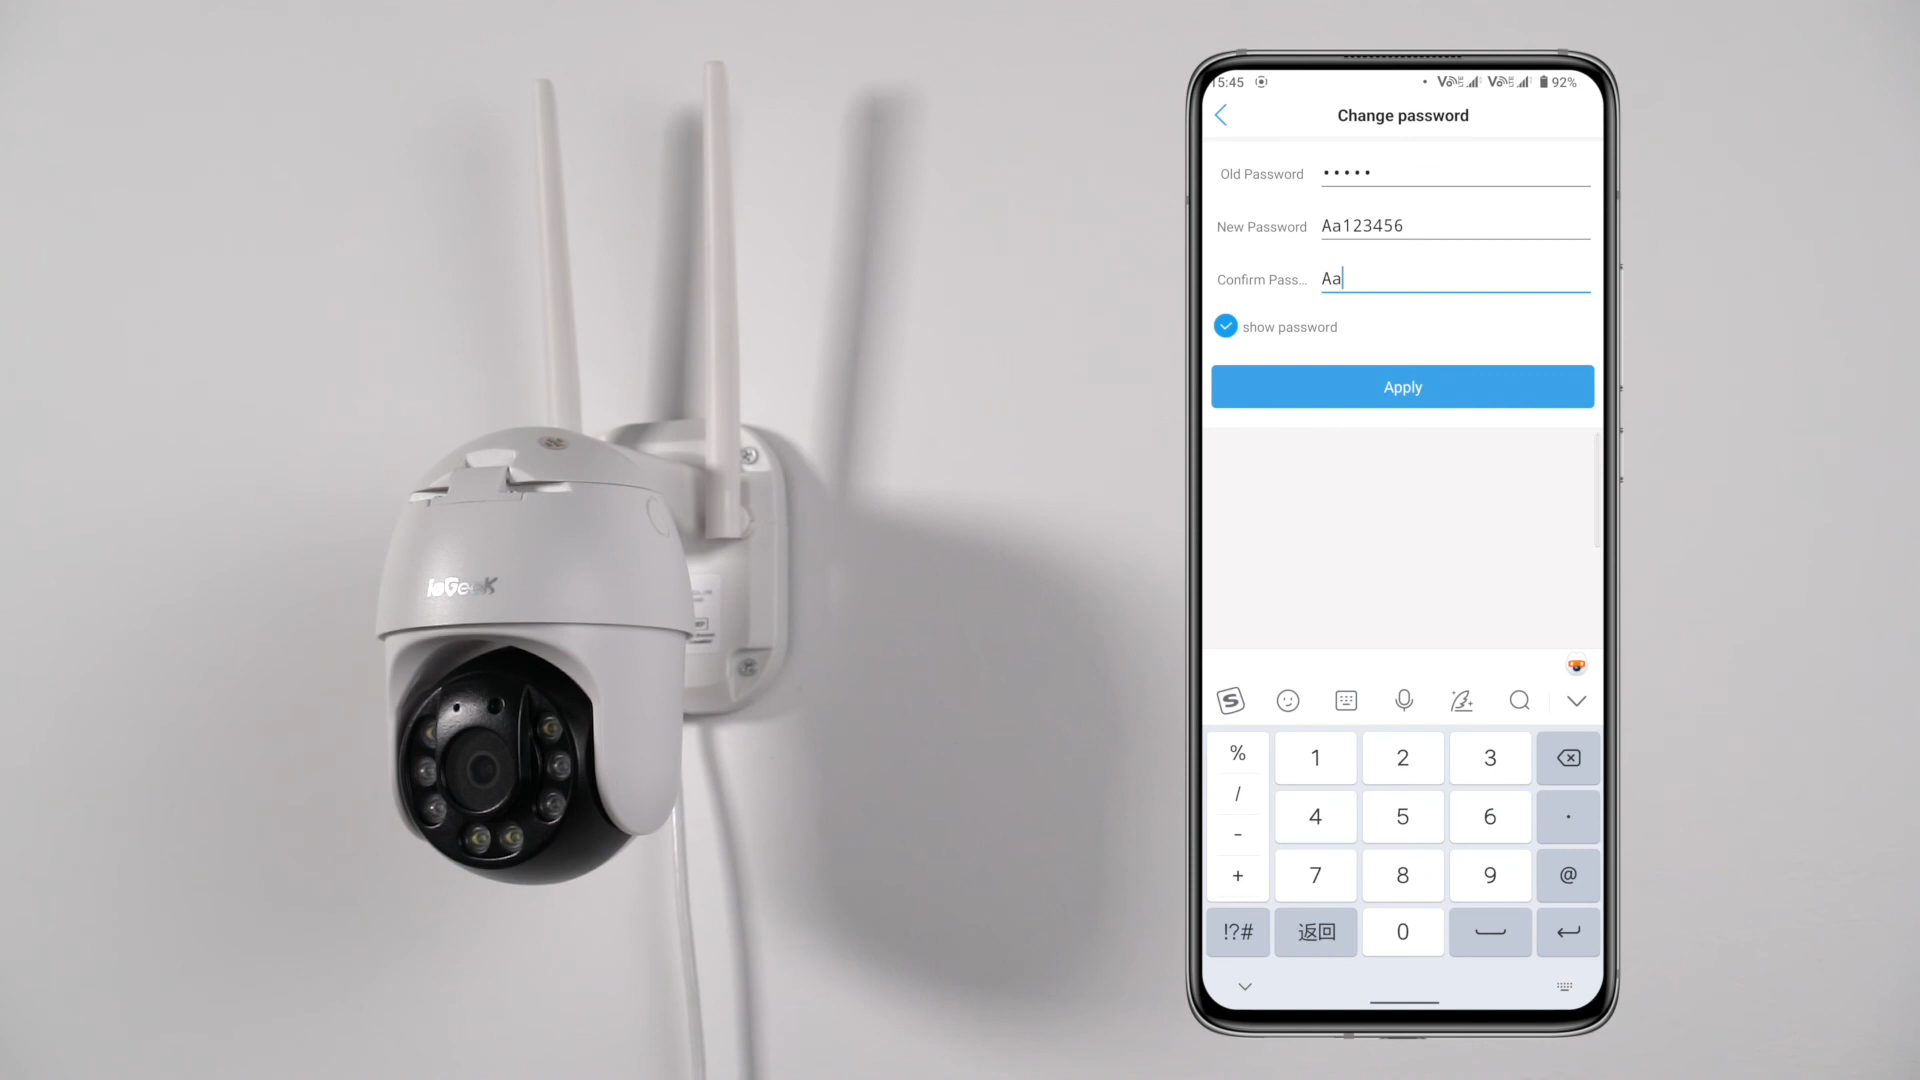 ieGeeK
15:45 92%
Change password
Old Password •••••
New Password Aa123456
Confirm Pass... Aa
show password
Apply
% 1 2 3
/
- 4 5 6 .
+ 7 8 9 @
!?# 返回 0